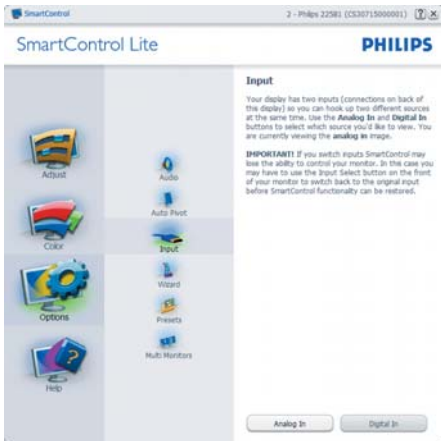 SmartControl
2 - Philips 225B1 (CS30715000001)
SmartControl Lite
PHILIPS
Adjust
Color
Options
Help
Audio
Auto Pivot
Input
Wizard
Presets
Multi Monitors
Input
Your display has two inputs (connections on back of
this display) so you can hook up two different sources
at the same time. Use the Analog In and Digital In
buttons to select which source you'd like to view. You
are currently viewing the analog in image.
IMPORTANT! If you switch inputs SmartControl may
lose the ability to control your monitor. In this case you
may have to use the Input Select button on the front
of your monitor to switch back to the original input
before SmartControl functionality can be restored.
Analog In
Digital In